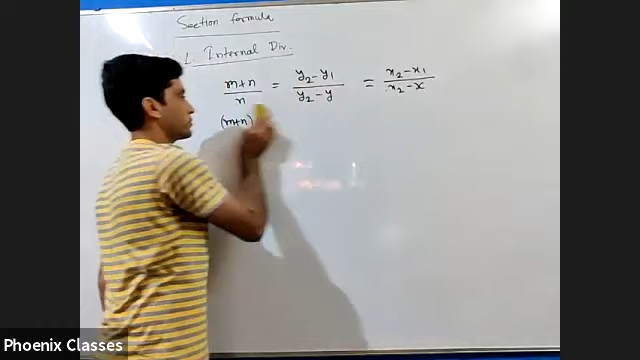 Section formula
1. Internal Div.
m+n / n = y₂-y₁ / y₂-y = x₂-x₁ / x₂-x
(m+n)
Phoenix Classes